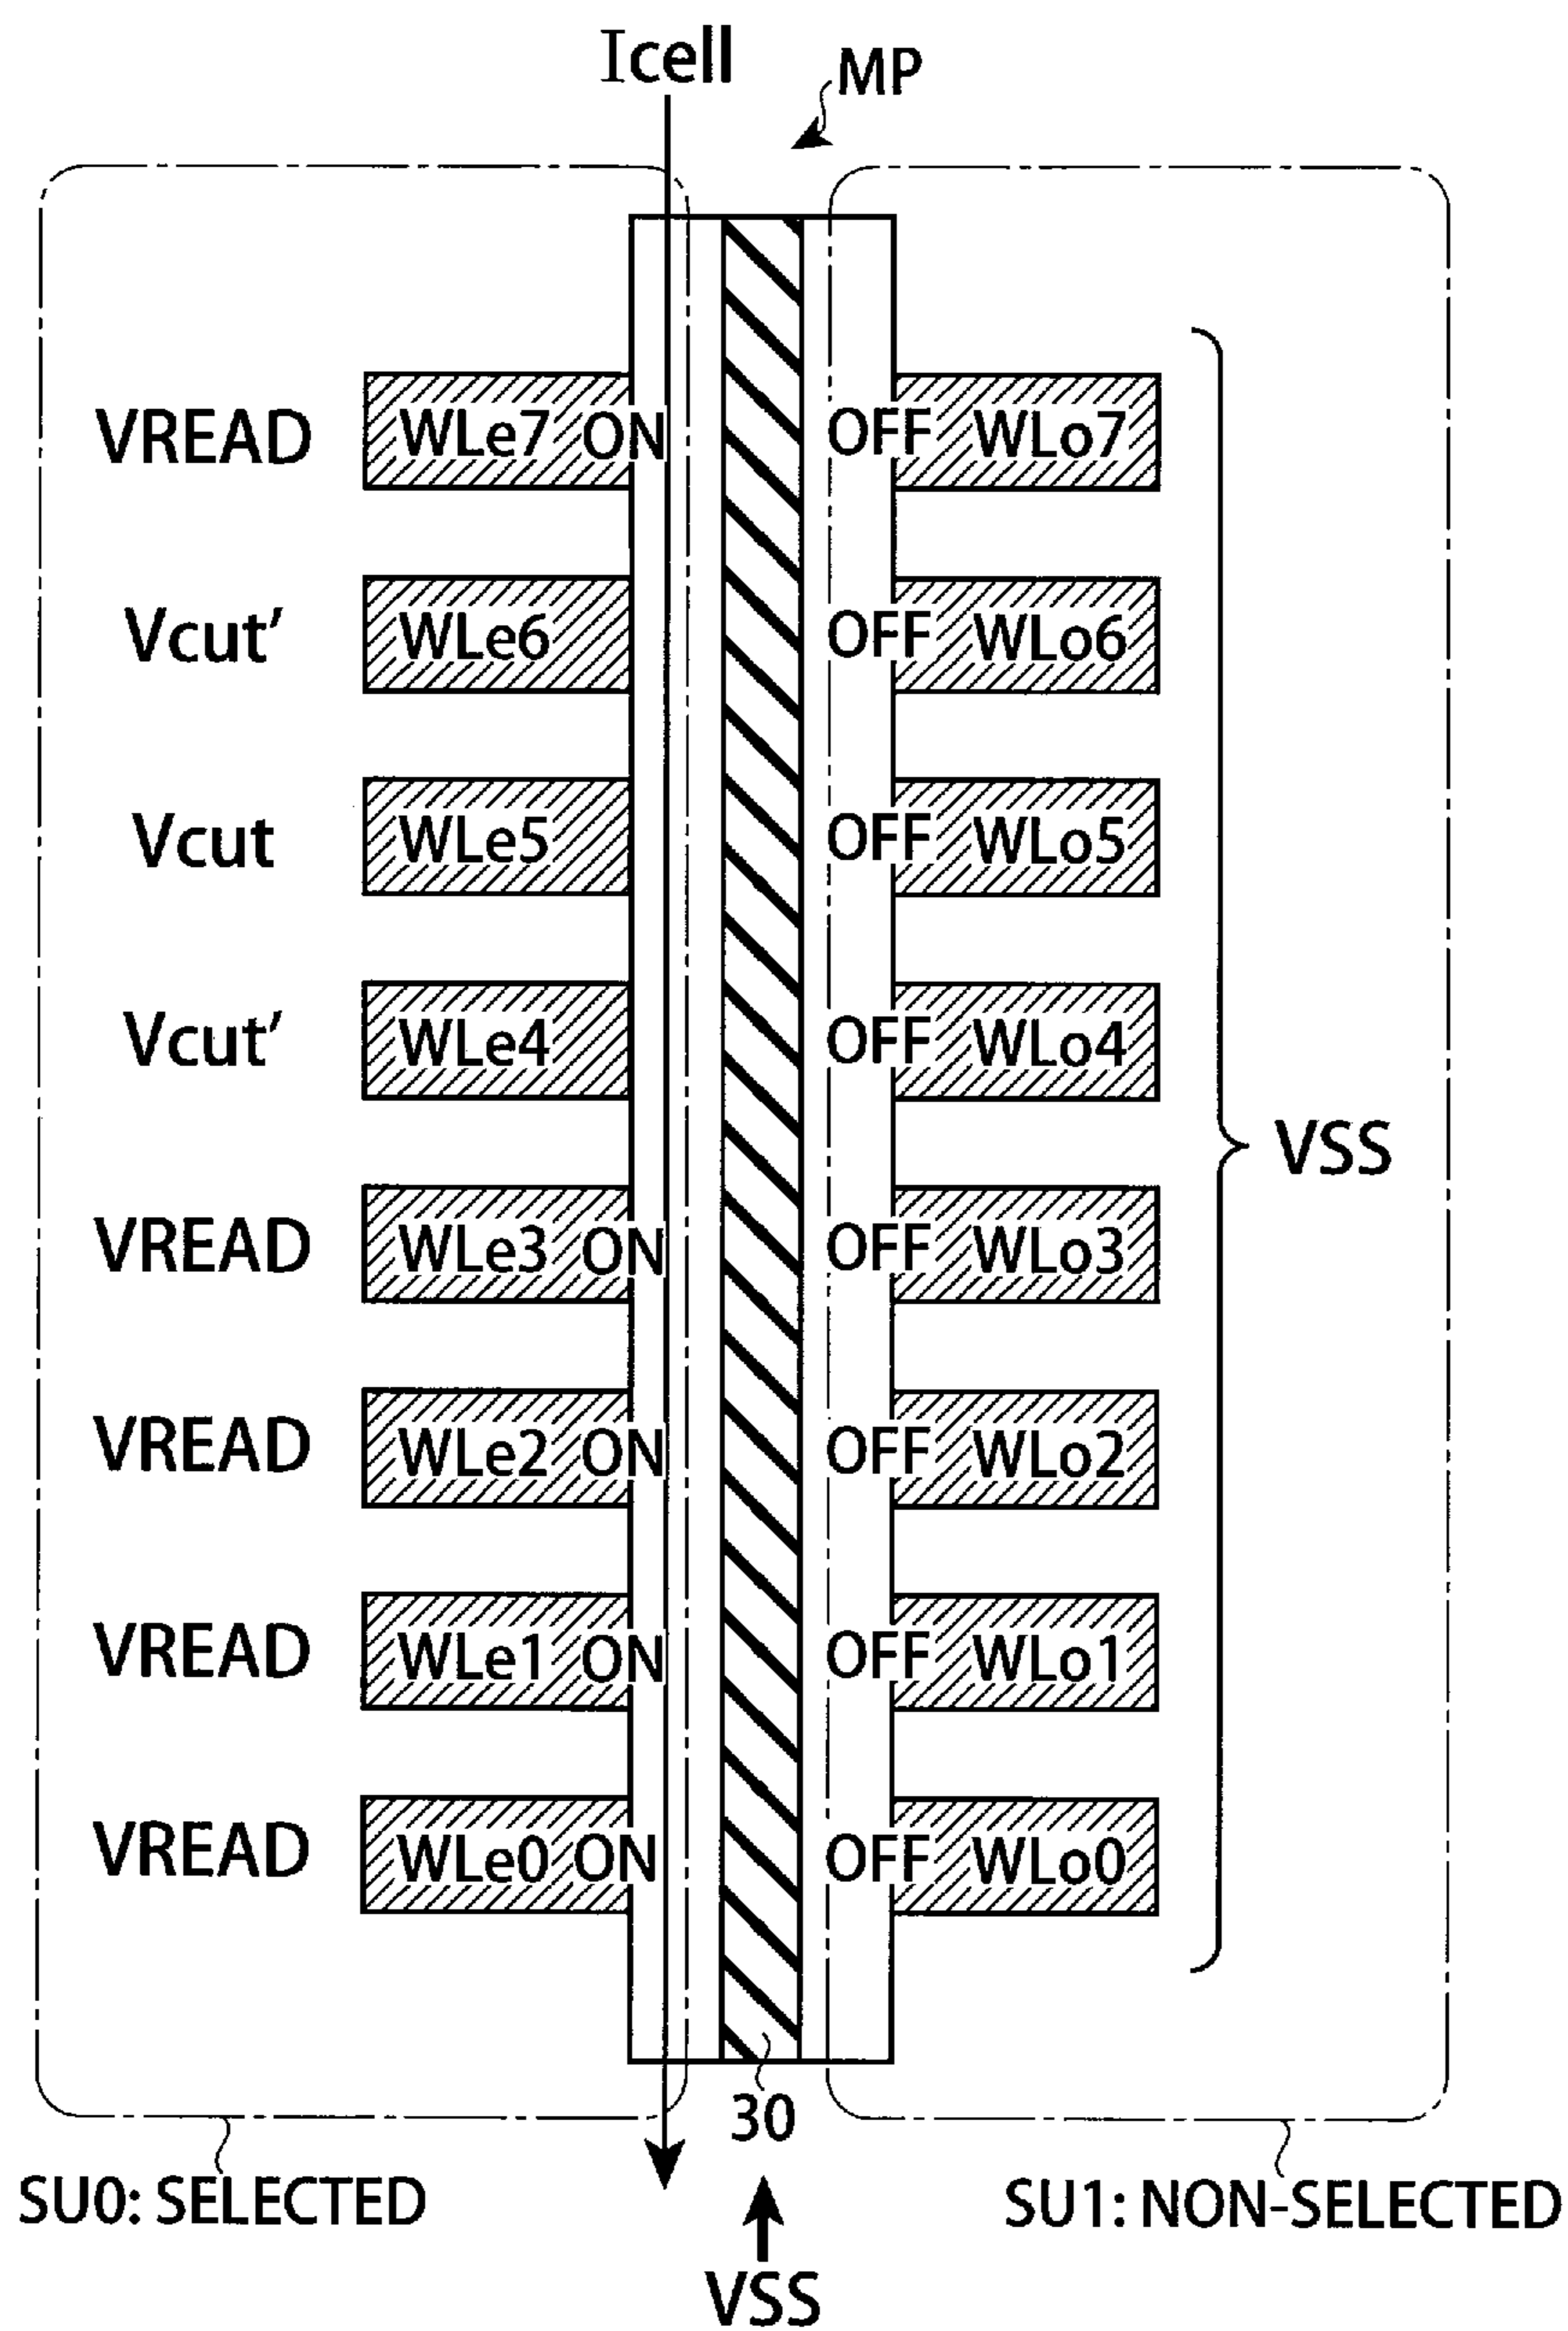 Icell
MP
VREAD WLe7 ON OFF WLo7
Vcut’ WLe6 OFF WLo6
Vcut WLe5 OFF WLo5
Vcut’ WLe4 OFF WLo4
VSS
VREAD WLe3 ON OFF WLo3
VREAD WLe2 ON OFF WLo2
VREAD WLe1 ON OFF WLo1
VREAD WLe0 ON OFF WLo0
30
SU0: SELECTED
SU1: NON-SELECTED
VSS